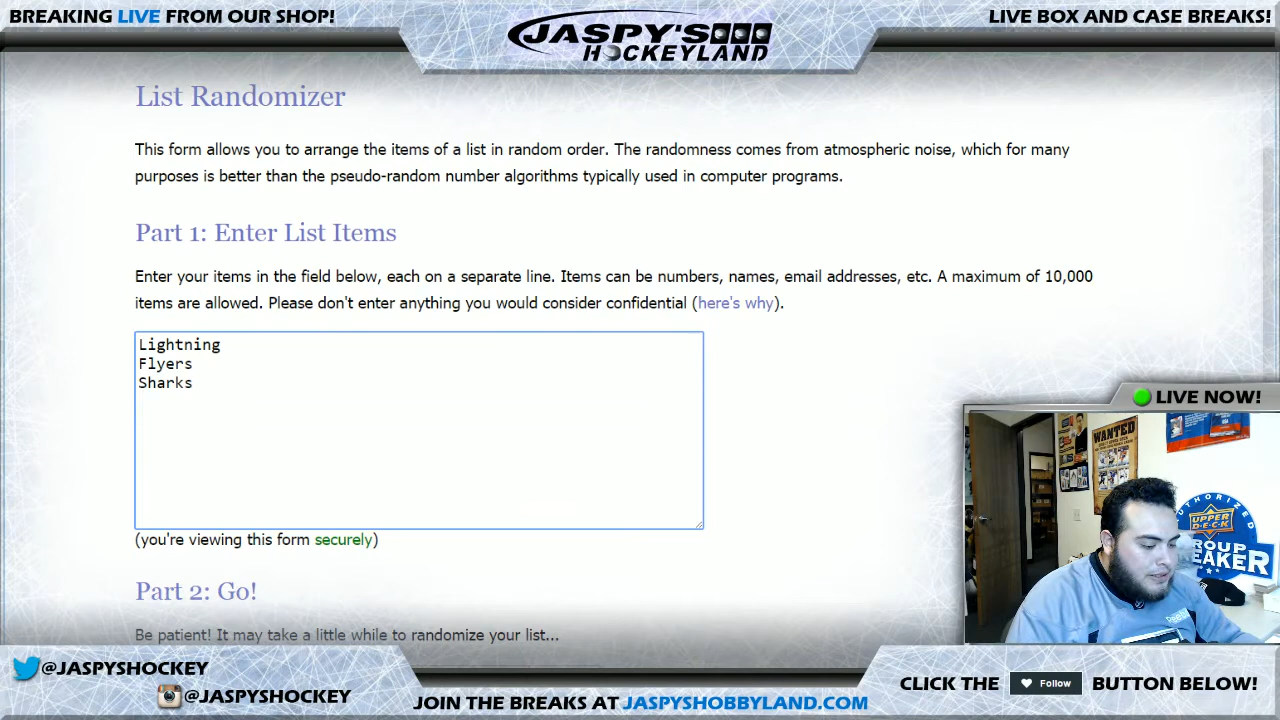 BREAKING LIVE FROM OUR SHOP!
JASPY'S
HOCKEYLAND
LIVE BOX AND CASE BREAKS!
List Randomizer
This form allows you to arrange the items of a list in random order. The randomness comes from atmospheric noise, which for many
purposes is better than the pseudo-random number algorithms typically used in computer programs.
Part 1: Enter List Items
Enter your items in the field below, each on a separate line. Items can be numbers, names, email addresses, etc. A maximum of 10,000
items are allowed. Please don't enter anything you would consider confidential (here's why).
Lightning
Flyers
Sharks
(you're viewing this form securely)
Part 2: Go!
Be patient! It may take a little while to randomize your list...
LIVE NOW!
WANTED
AUTHORIZED
UPPER
DECK
@JASPYSHOCKEY
@JASPYSHOCKEY
JOIN THE BREAKS AT JASPYSHOBBYLAND.COM
CLICK THE Follow BUTTON BELOW!